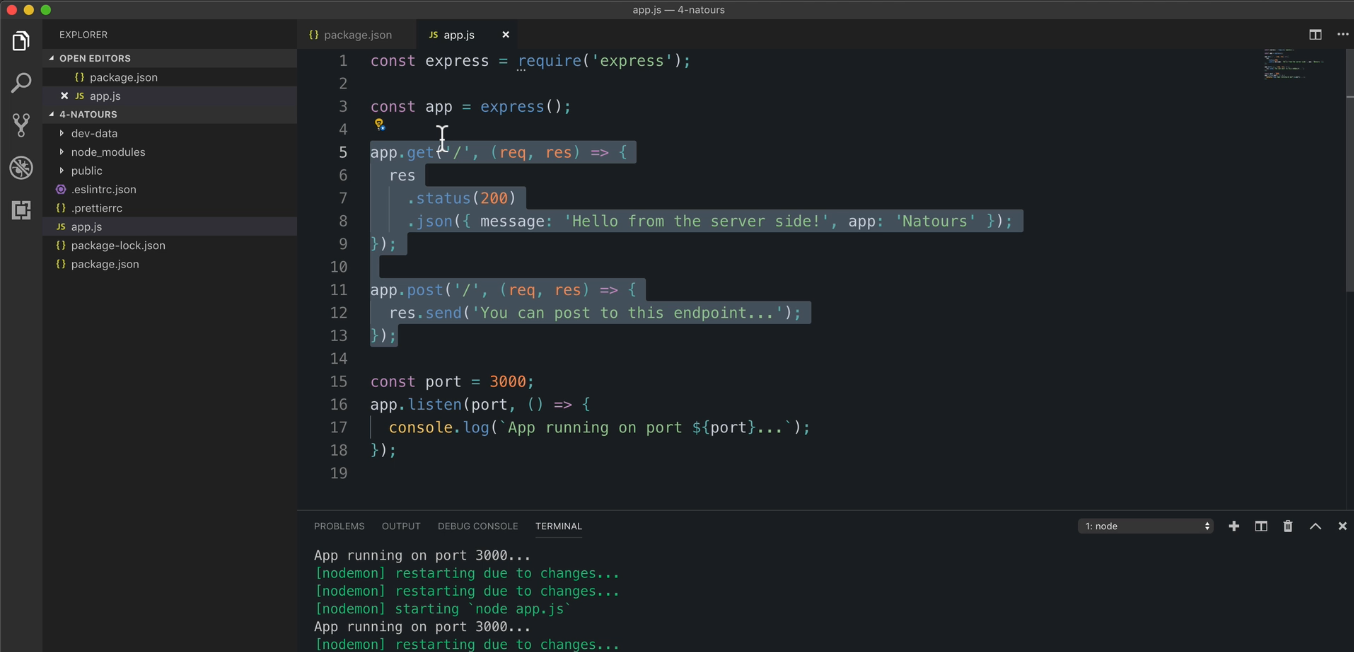 app.js — 4-natours
EXPLORER
OPEN EDITORS
{} package.json
JS app.js
4-NATOURS
dev-data
node_modules
public
.eslintrc.json
{} .prettierrc
JS app.js
{} package-lock.json
{} package.json
{} package.json
JS app.js
1 const express = require('express');
2
3 const app = express();
4
5 app.get('/', (req, res) => {
6 res
7 .status(200)
8 .json({ message: 'Hello from the server side!', app: 'Natours' });
9 });
10
11 app.post('/', (req, res) => {
12 res.send('You can post to this endpoint...');
13 });
14
15 const port = 3000;
16 app.listen(port, () => {
17 console.log(`App running on port ${port}...`);
18 });
19
PROBLEMS OUTPUT DEBUG CONSOLE TERMINAL
1: node
App running on port 3000...
[nodemon] restarting due to changes...
[nodemon] restarting due to changes...
[nodemon] starting `node app.js`
App running on port 3000...
[nodemon] restarting due to changes...